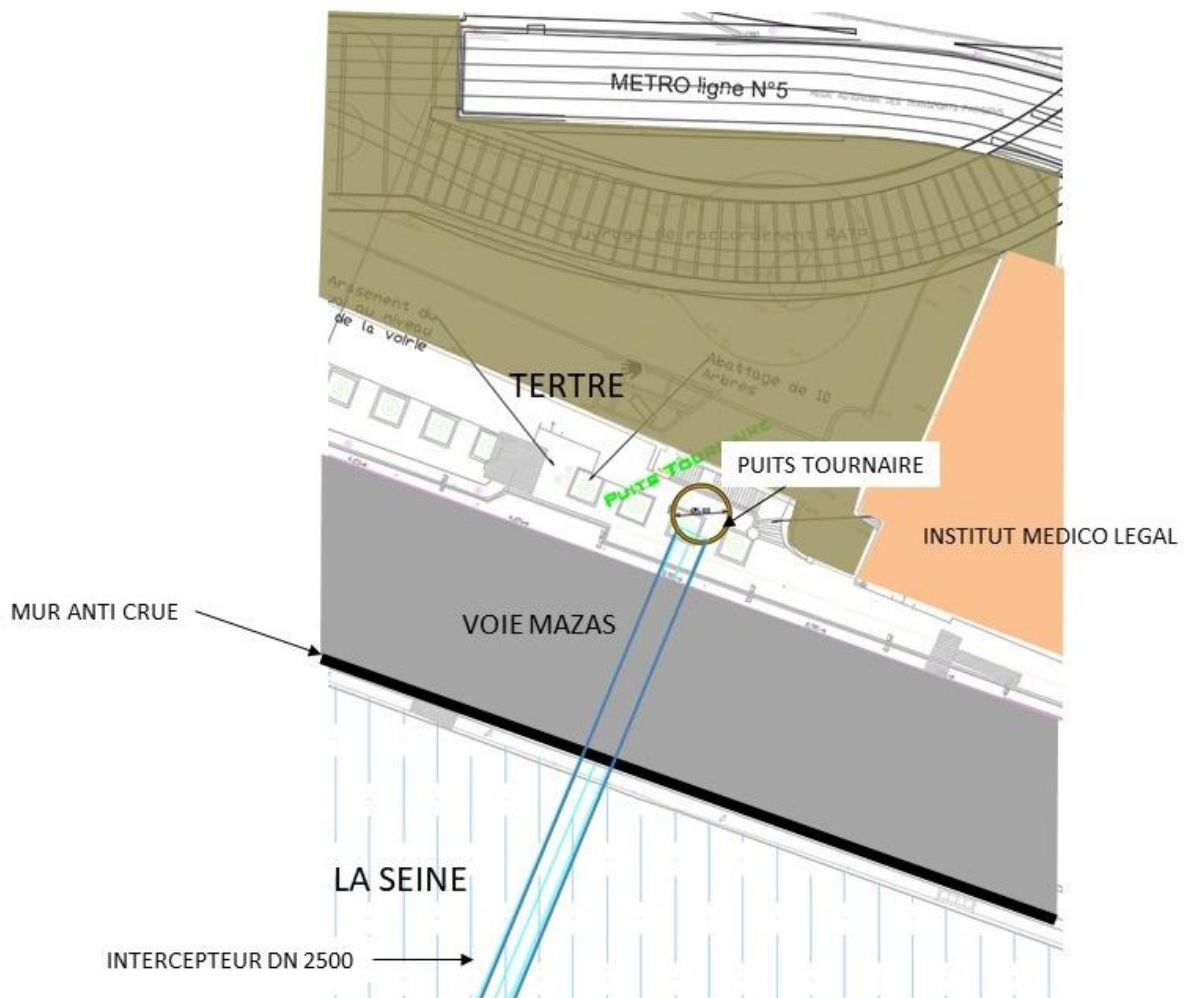 METRO ligne N°5
ouvrage de raccordement RATP
Arasement du
sol au niveau
de la voirie
TERTRE
Abattage de 10
Arbres
PUITS TOURNAIRE
PUITS TOURNAIRE
INSTITUT MEDICO LEGAL
MUR ANTI CRUE
VOIE MAZAS
LA SEINE
INTERCEPTEUR DN 2500